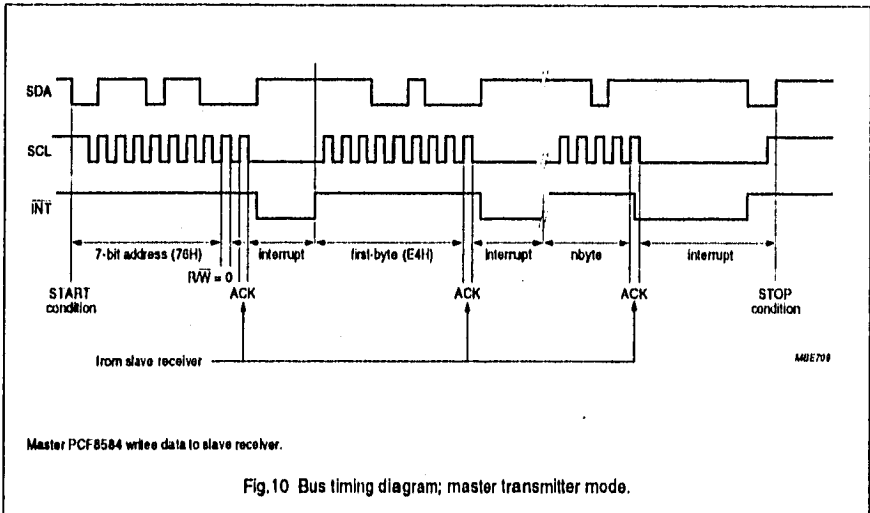 SDA
SCL
INT
7-bit address (76H)
interrupt
first-byte (E4H)
interrupt
nbyte
interrupt
R/W = 0
START
condition
ACK
ACK
ACK
STOP
condition
from slave receiver
MBE709
Master PCF8584 writes data to slave receiver.
Fig.10 Bus timing diagram; master transmitter mode.